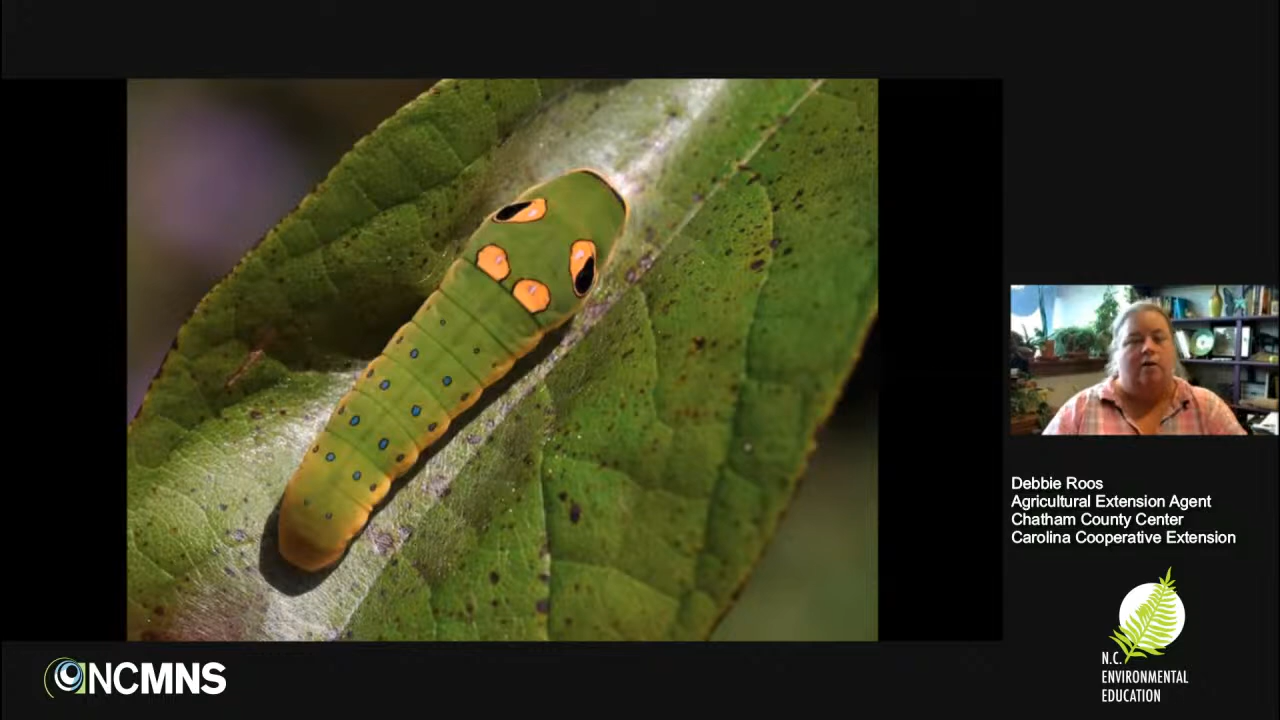 Debbie Roos
Agricultural Extension Agent
Chatham County Center
Carolina Cooperative Extension
NCMNS
N.C.
ENVIRONMENTAL
EDUCATION